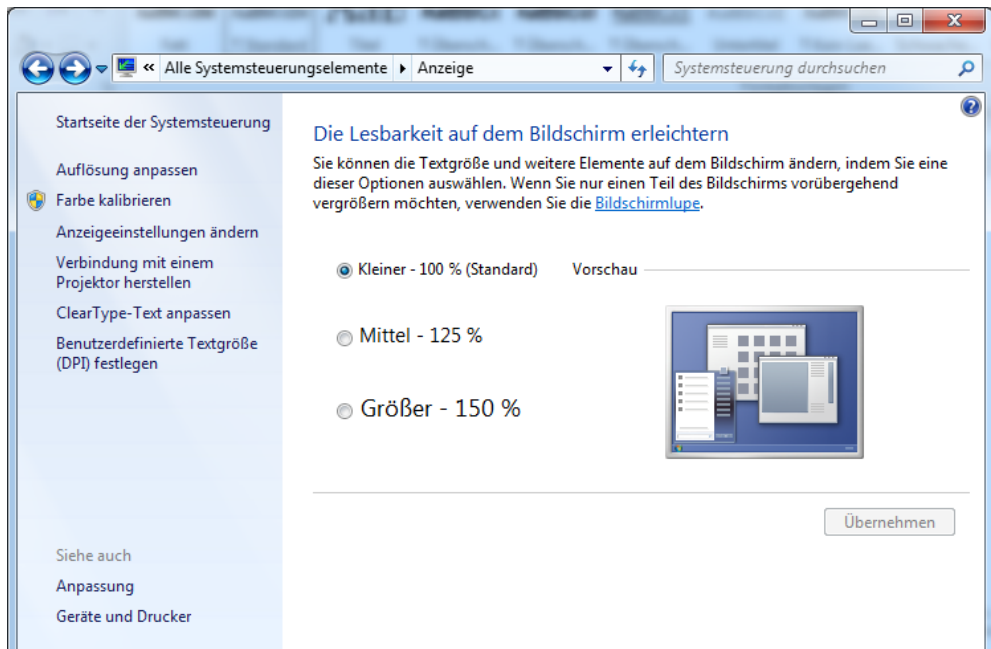 « Alle Systemsteuerungselemente Anzeige
Systemsteuerung durchsuchen
Startseite der Systemsteuerung
Auflösung anpassen
Farbe kalibrieren
Anzeigeeinstellungen ändern
Verbindung mit einem
Projektor herstellen
ClearType-Text anpassen
Benutzerdefinierte Textgröße
(DPI) festlegen
Siehe auch
Anpassung
Geräte und Drucker
Die Lesbarkeit auf dem Bildschirm erleichtern
Sie können die Textgröße und weitere Elemente auf dem Bildschirm ändern, indem Sie eine
dieser Optionen auswählen. Wenn Sie nur einen Teil des Bildschirms vorübergehend
vergrößern möchten, verwenden Sie die Bildschirmlupe.
Kleiner - 100 % (Standard)
Vorschau
Mittel - 125 %
Größer - 150 %
Übernehmen